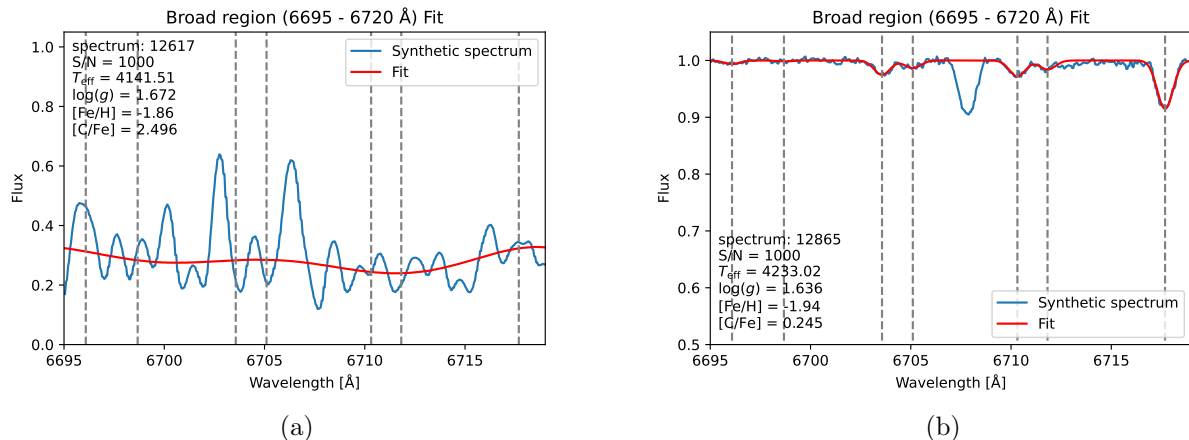 Broad region (6695 - 6720 Å) Fit
1.0
0.8
0.6
0.4
0.2
0.0
Flux
spectrum: 12617
S/N = 1000
T_eff = 4141.51
log(g) = 1.672
[Fe/H] = -1.86
[C/Fe] = 2.496
Synthetic spectrum
Fit
6695
6700
6705
6710
6715
Wavelength [Å]
(a)
Broad region (6695 - 6720 Å) Fit
1.0
0.9
0.8
0.7
0.6
0.5
Flux
spectrum: 12865
S/N = 1000
T_eff = 4233.02
log(g) = 1.636
[Fe/H] = -1.94
[C/Fe] = 0.245
Synthetic spectrum
Fit
6695
6700
6705
6710
6715
Wavelength [Å]
(b)